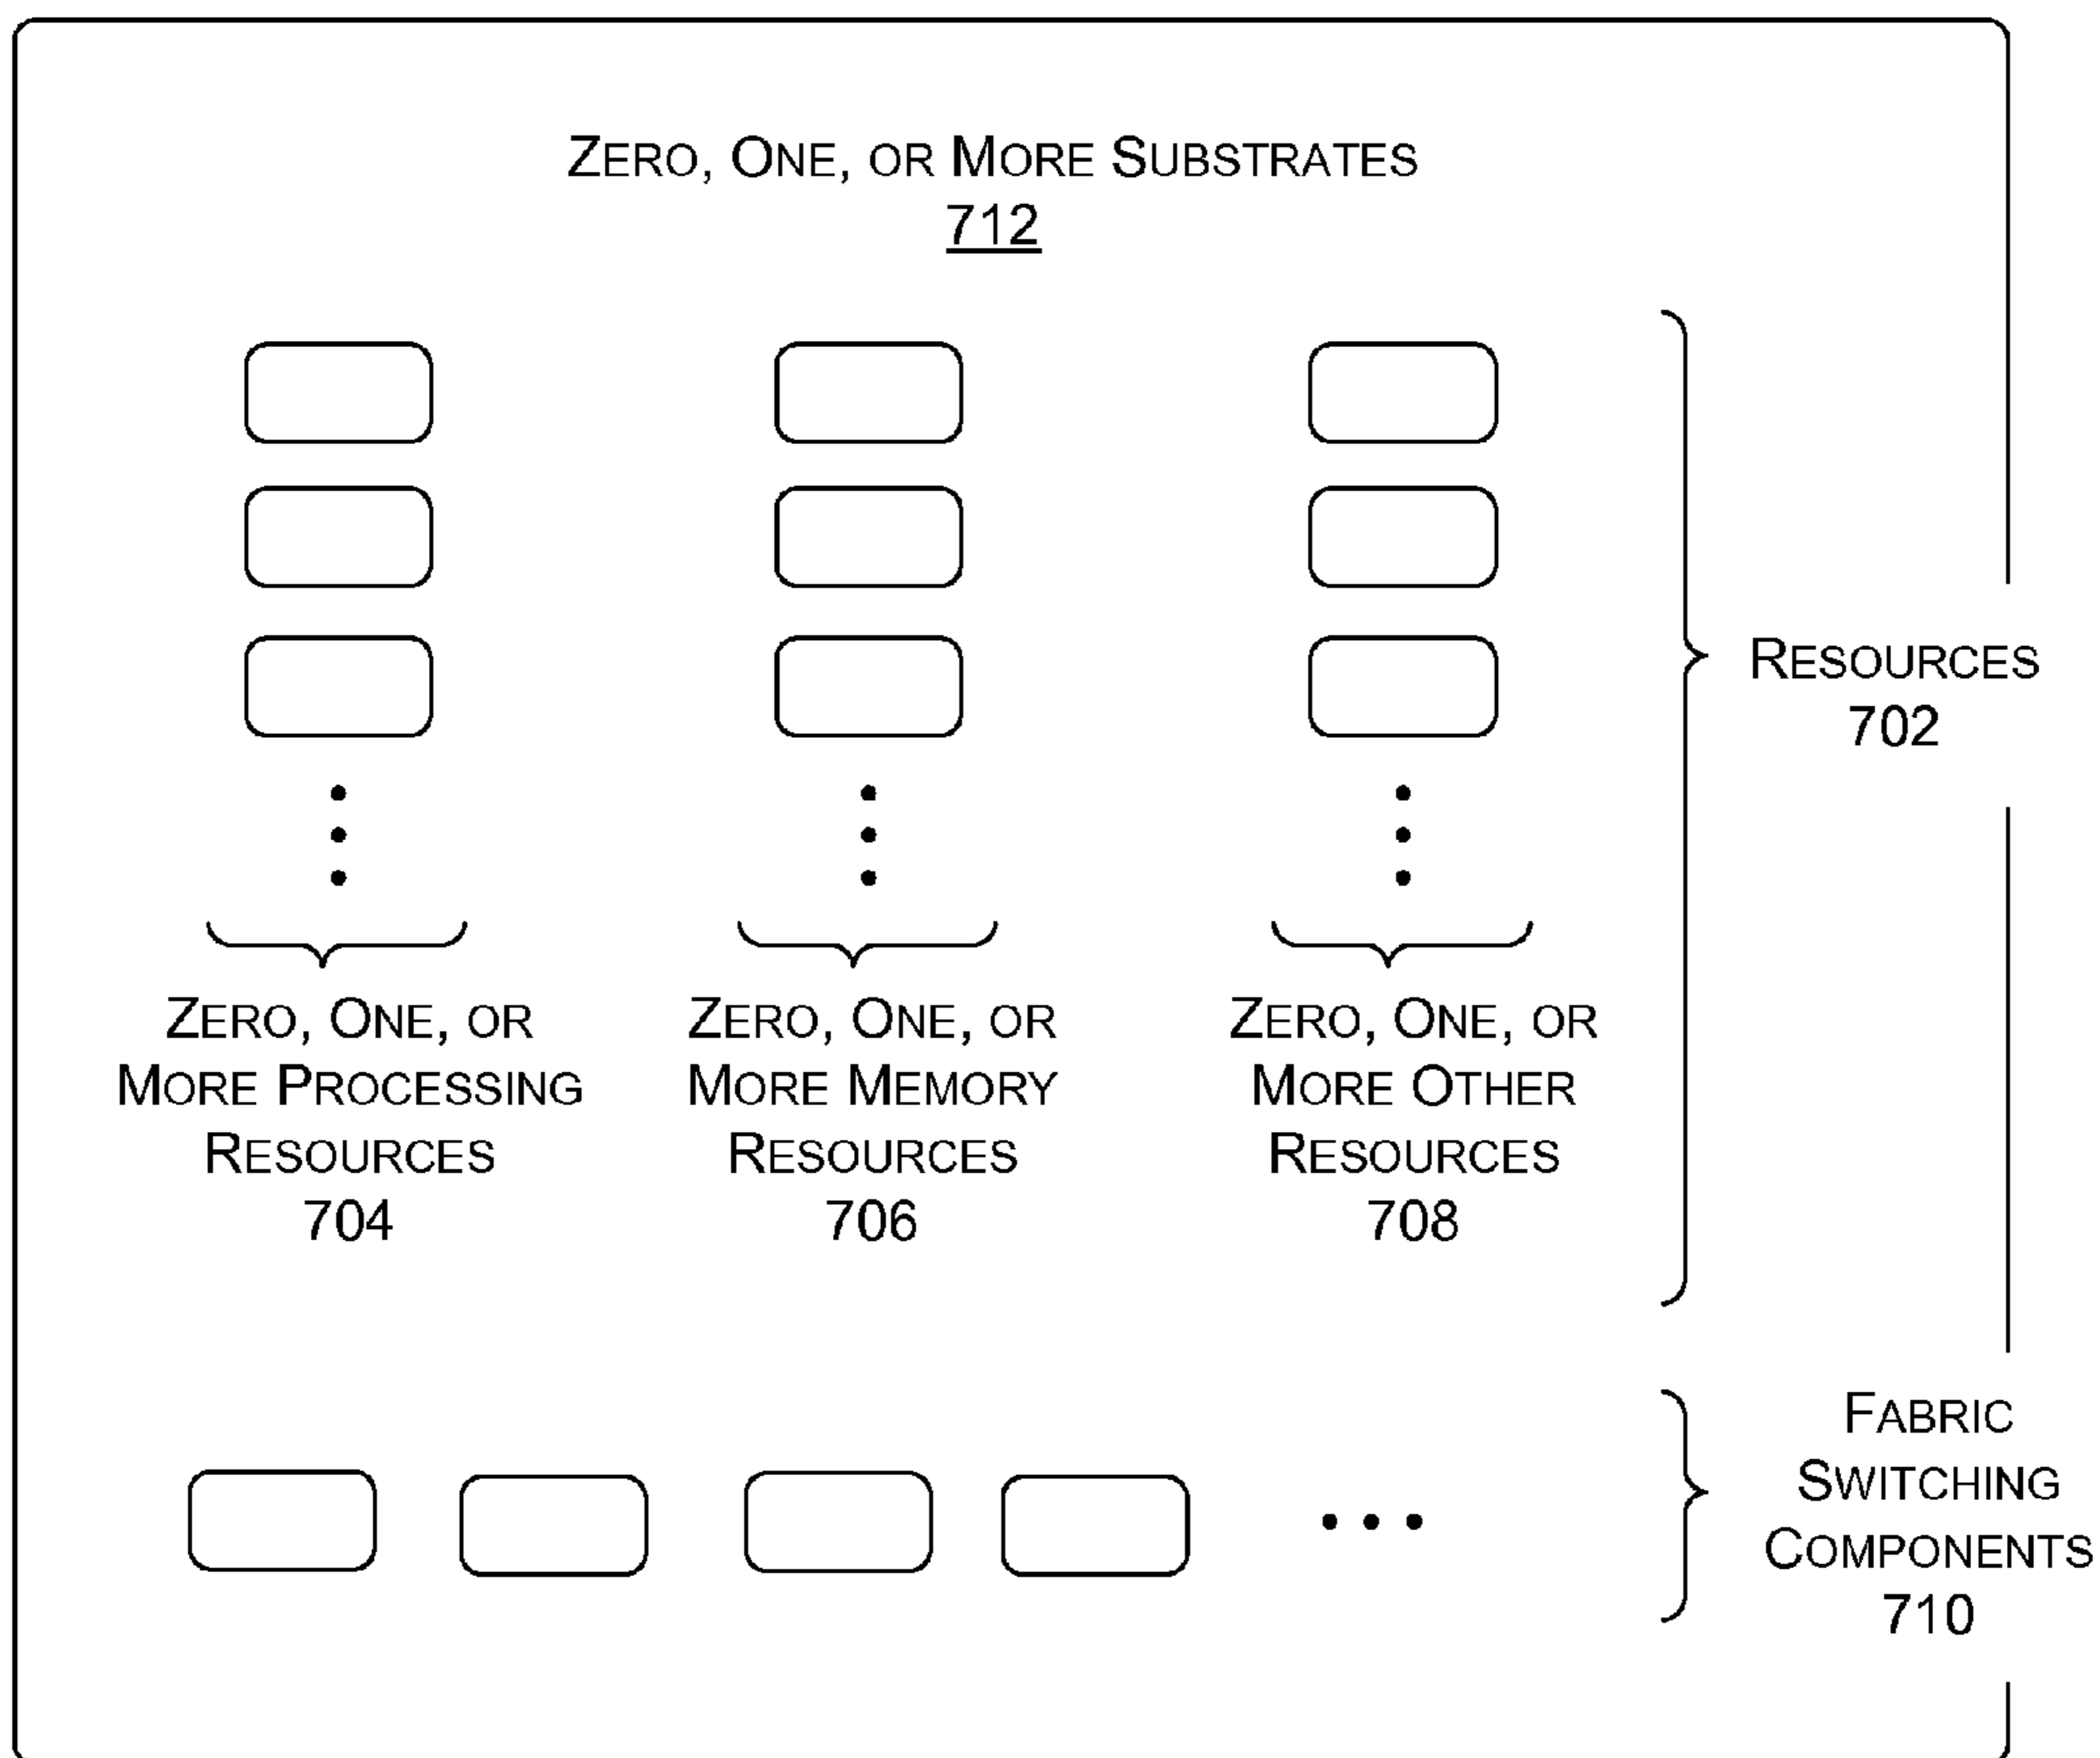 ZERO, ONE, OR MORE SUBSTRATES
712
RESOURCES
702
ZERO, ONE, OR
MORE PROCESSING
RESOURCES
704
ZERO, ONE, OR
MORE MEMORY
RESOURCES
706
ZERO, ONE, OR
MORE OTHER
RESOURCES
708
FABRIC
SWITCHING
COMPONENTS
710